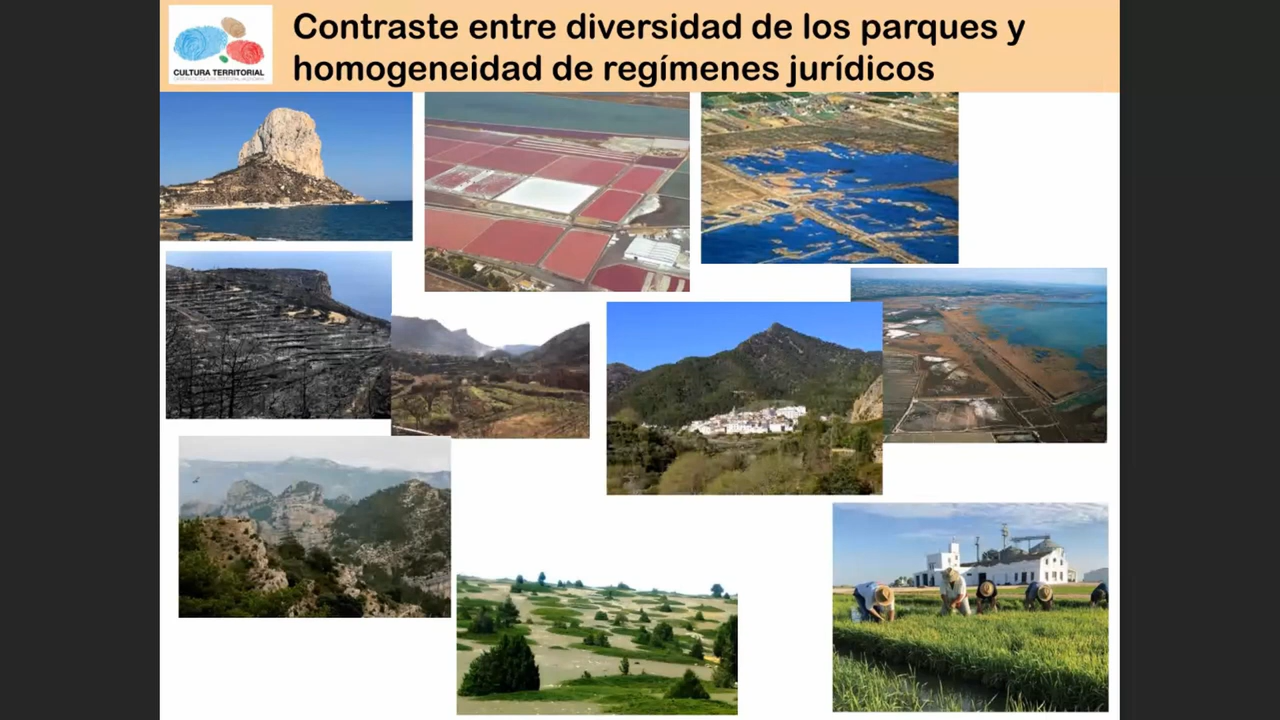 Contraste entre diversidad de los parques y
homogeneidad de regímenes jurídicos
CULTURA TERRITORIAL